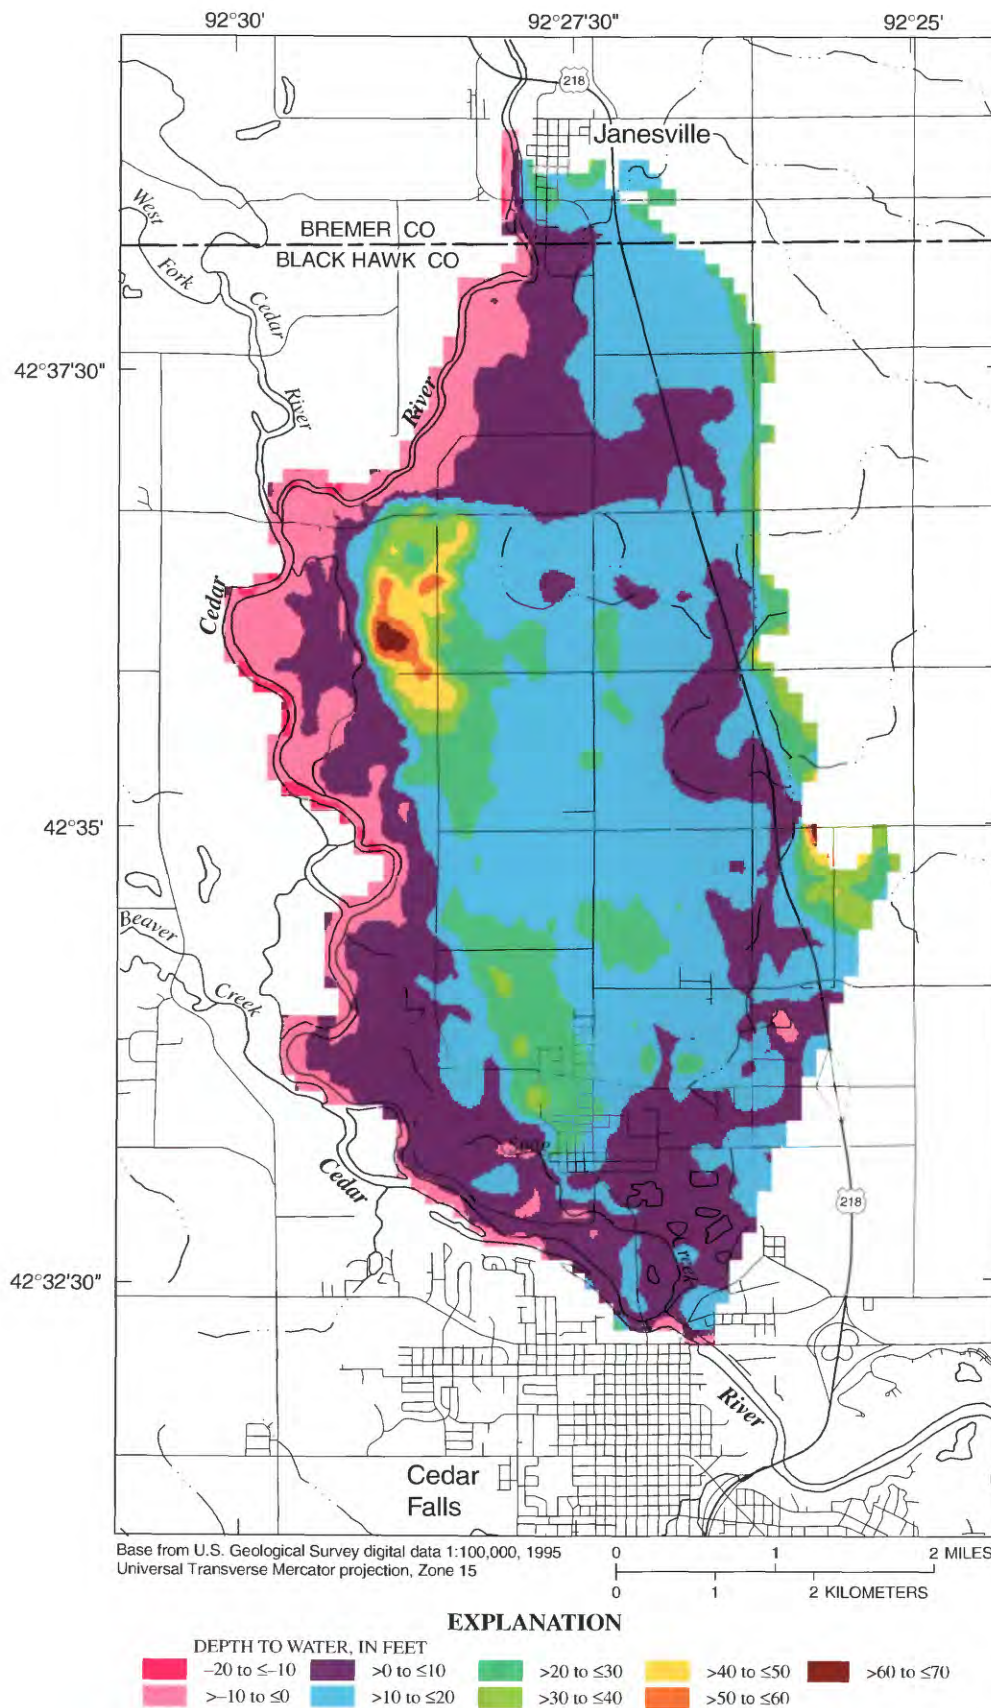 92°30' 92°27'30" 92°25'
218
Janesville
West
BREMER CO
BLACK HAWK CO
Fork
Cedar
42°37'30"
River
River
Cedar
42°35'
Beaver
Creek
Cedar
218
42°32'30"
Creek
River
Cedar
Falls
Base from U.S. Geological Survey digital data 1:100,000, 1995
Universal Transverse Mercator projection, Zone 15
0 1 2 MILES
0 1 2 KILOMETERS
EXPLANATION
DEPTH TO WATER, IN FEET
–20 to ≤–10 >0 to ≤10 >20 to ≤30 >40 to ≤50 >60 to ≤70
>–10 to ≤0 >10 to ≤20 >30 to ≤40 >50 to ≤60